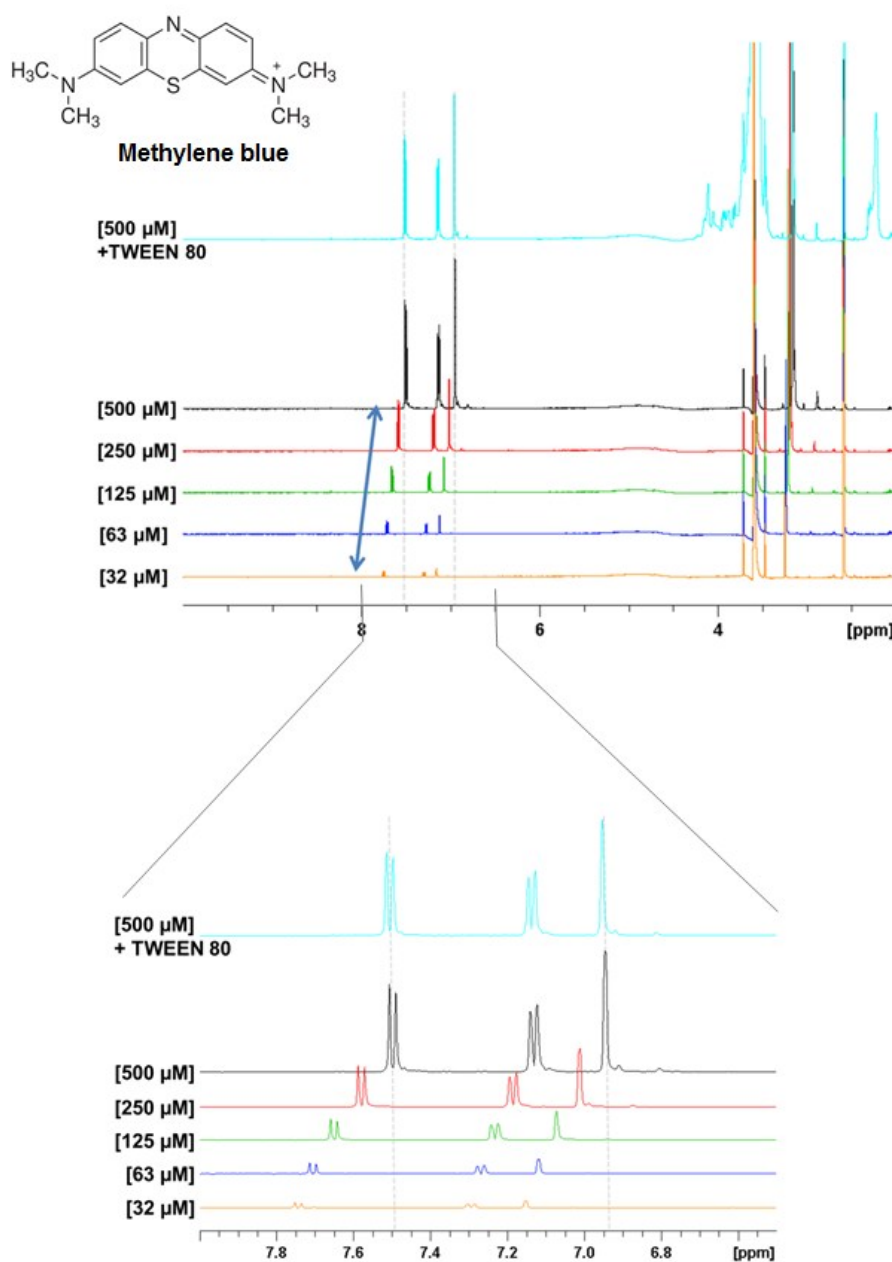 N
H₃C
CH₃
N
S
N⁺
CH₃
CH₃
Methylene blue
[500 µM]
+TWEEN 80
[500 µM]
[250 µM]
[125 µM]
[63 µM]
[32 µM]
8 6 4 [ppm]
[500 µM]
+ TWEEN 80
[500 µM]
[250 µM]
[125 µM]
[63 µM]
[32 µM]
7.8 7.6 7.4 7.2 7.0 6.8 [ppm]